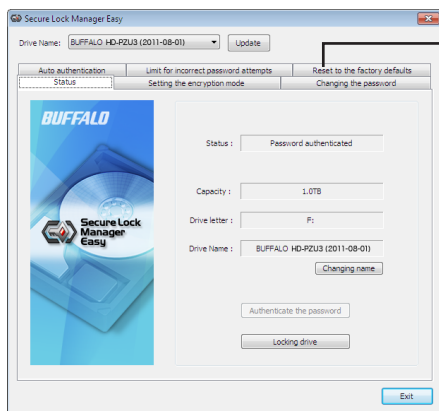 Secure Lock Manager Easy
Drive Name: BUFFALO HD-PZU3 (2011-08-01) Update
Auto authentication Limit for incorrect password attempts Reset to the factory defaults
Status Setting the encryption mode Changing the password
BUFFALO
Status : Password authenticated
Capacity : 1.0TB
Secure Lock
Manager
Easy
Drive letter : F:
Drive Name : BUFFALO HD-PZU3 (2011-08-01)
Changing name
Authenticate the password
Locking drive
Exit